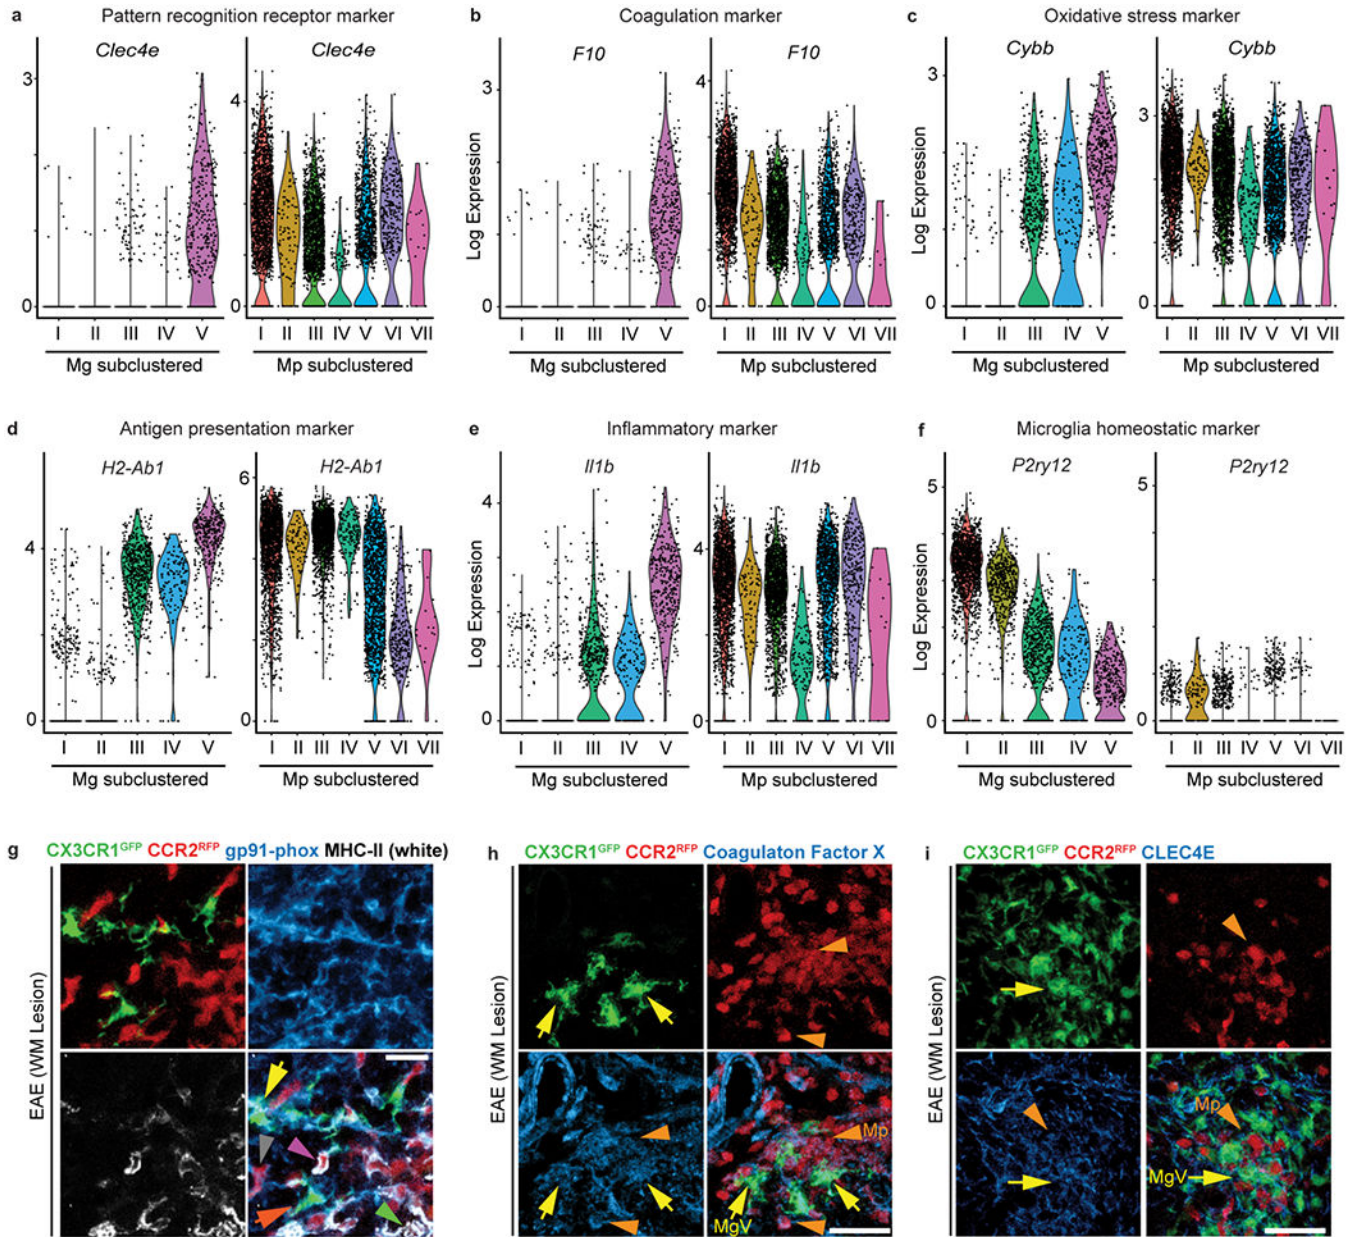 a Pattern recognition receptor marker
Clec4e Clec4e
3 4
0 0
I II III IV V I II III IV V VI VII
Mg subclustered Mp subclustered
b Coagulation marker
F10 F10
Log Expression
3 4
0 0
I II III IV V I II III IV V VI VII
Mg subclustered Mp subclustered
c Oxidative stress marker
Cybb Cybb
Log Expression
3 3
0 0
I II III IV V I II III IV V VI VII
Mg subclustered Mp subclustered
d Antigen presentation marker
H2-Ab1 H2-Ab1
4 6
0 0
I II III IV V I II III IV V VI VII
Mg subclustered Mp subclustered
e Inflammatory marker
Il1b Il1b
Log Expression
4 4
0 0
I II III IV V I II III IV V VI VII
Mg subclustered Mp subclustered
f Microglia homeostatic marker
P2ry12 P2ry12
Log Expression
5 5
0 0
I II III IV V I II III IV V VI VII
Mg subclustered Mp subclustered
g CX3CR1GFP CCR2RFP gp91-phox MHC-II (white)
EAE (WM Lesion)
h CX3CR1GFP CCR2RFP Coagulaton Factor X
EAE (WM Lesion)
Mp
MgV
i CX3CR1GFP CCR2RFP CLEC4E
EAE (WM Lesion)
Mp
MgV